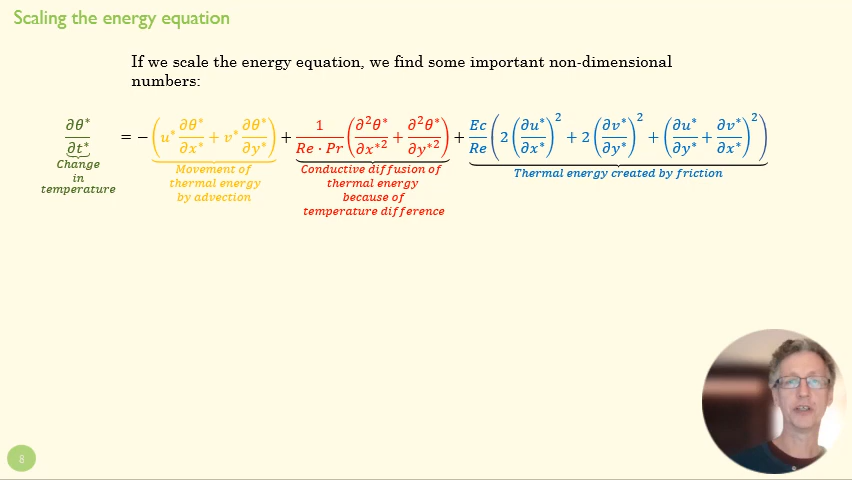 Scaling the energy equation
If we scale the energy equation, we find some important non-dimensional
numbers:
∂θ*/∂t* = −(u* ∂θ*/∂x* + v* ∂θ*/∂y*) + 1/(Re · Pr) (∂²θ*/∂x*² + ∂²θ*/∂y*²) + Ec/Re (2(∂u*/∂x*)² + 2(∂v*/∂y*)² + (∂u*/∂y* + ∂v*/∂x*)²)
Change
in
temperature
Movement of
thermal energy
by advection
Conductive diffusion of
thermal energy
because of
temperature difference
Thermal energy created by friction
8